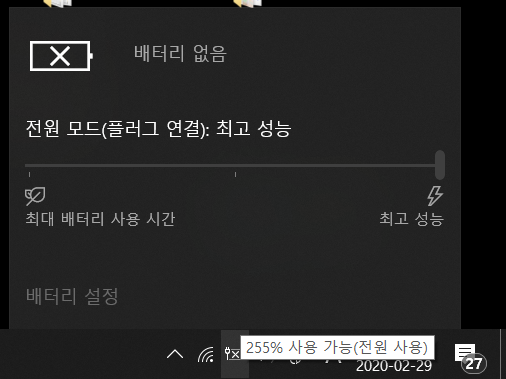 배터리 없음
전원 모드(플러그 연결): 최고 성능
최대 배터리 사용 시간
최고 성능
배터리 설정
255% 사용 가능(전원 사용)
2020-02-29
27